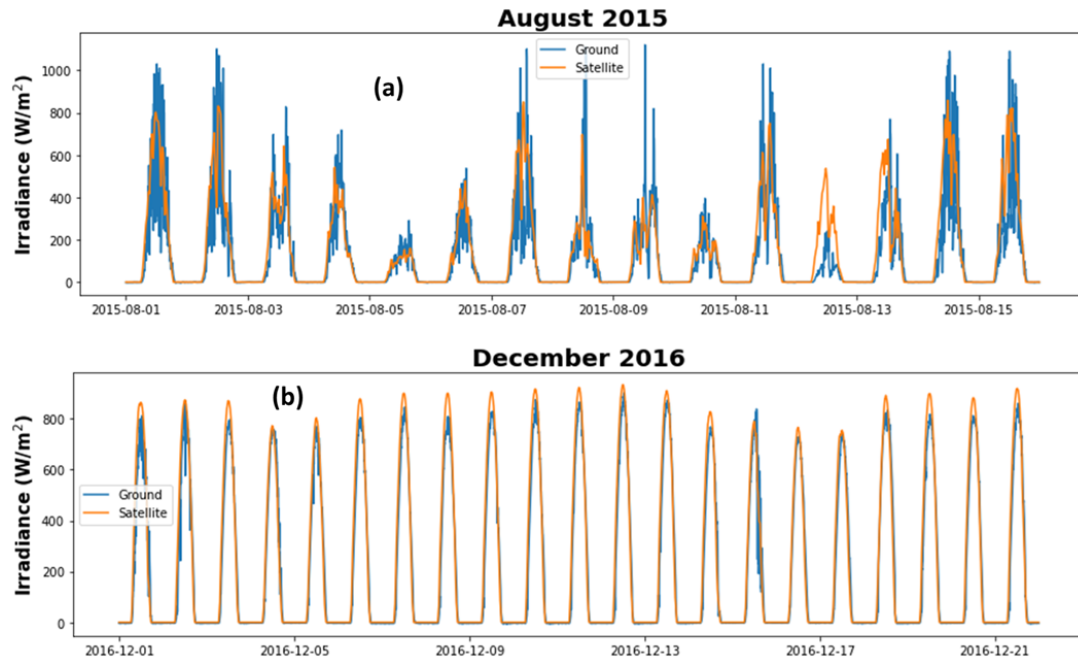 August 2015
Irradiance (W/m²)
(a)
Ground
Satellite
1000
800
600
400
200
0
2015-08-01
2015-08-03
2015-08-05
2015-08-07
2015-08-09
2015-08-11
2015-08-13
2015-08-15
December 2016
Irradiance (W/m²)
(b)
Ground
Satellite
800
600
400
200
0
2016-12-01
2016-12-05
2016-12-09
2016-12-13
2016-12-17
2016-12-21